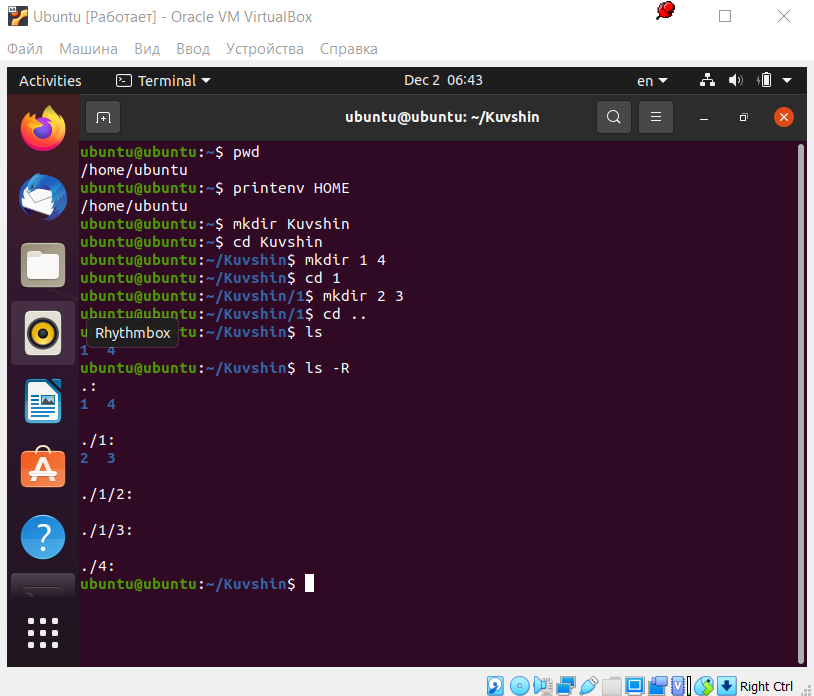 Ubuntu [Работает] - Oracle VM VirtualBox
Файл Машина Вид Ввод Устройства Справка
Activities Terminal Dec 2 06:43 en
ubuntu@ubuntu: ~/Kuvshin
ubuntu@ubuntu:~$ pwd
/home/ubuntu
ubuntu@ubuntu:~$ printenv HOME
/home/ubuntu
ubuntu@ubuntu:~$ mkdir Kuvshin
ubuntu@ubuntu:~$ cd Kuvshin
ubuntu@ubuntu:~/Kuvshin$ mkdir 1 4
ubuntu@ubuntu:~/Kuvshin$ cd 1
ubuntu@ubuntu:~/Kuvshin/1$ mkdir 2 3
ubuntu@ubuntu:~/Kuvshin/1$ cd ..
u tu:~/Kuvshin$ ls
Rhythmbox
1 4
ubuntu@ubuntu:~/Kuvshin$ ls -R
.:
1 4
./1:
2 3
./1/2:
./1/3:
./4:
ubuntu@ubuntu:~/Kuvshin$
Right Ctrl